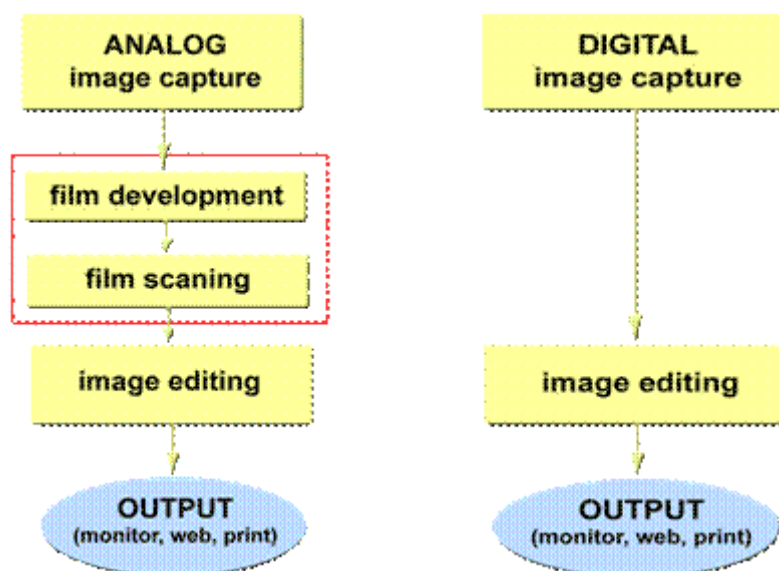 ANALOG
image capture
film development
film scaning
image editing
OUTPUT
(monitor, web, print)
DIGITAL
image capture
image editing
OUTPUT
(monitor, web, print)